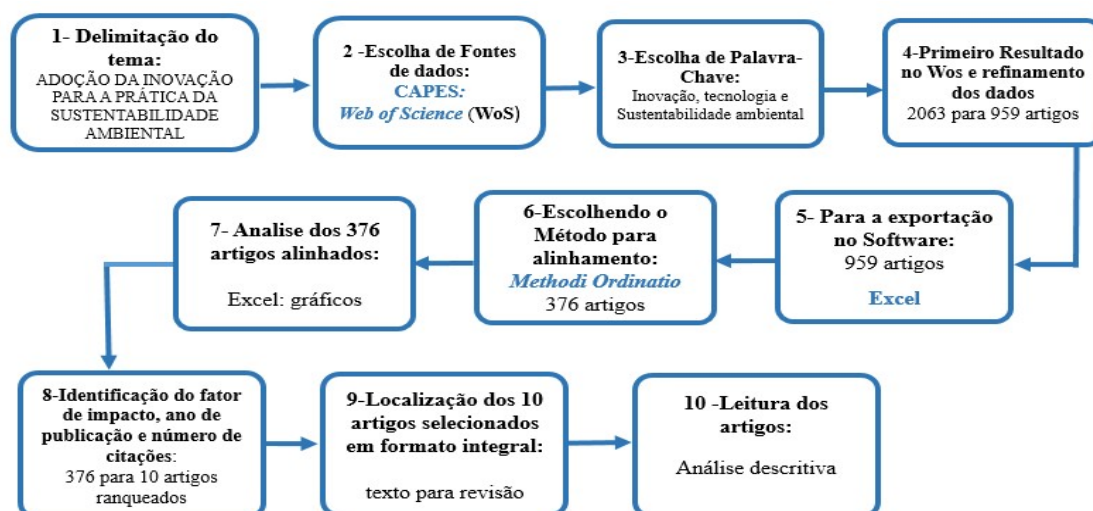 1- Delimitação do
tema:
ADOÇÃO DA INOVAÇÃO
PARA A PRÁTICA DA
SUSTENTABILIDADE
AMBIENTAL
2 -Escolha de Fontes
de dados:
CAPES:
Web of Science (WoS)
3-Escolha de Palavra-
Chave:
Inovação, tecnologia e
Sustentabilidade ambiental
4-Primeiro Resultado
no Wos e refinamento
dos dados
2063 para 959 artigos
5- Para a exportação
no Software:
959 artigos
Excel
6-Escolhendo o
Método para
alinhamento:
Methodi Ordinatio
376 artigos
7- Analise dos 376
artigos alinhados:
Excel: gráficos
8-Identificação do fator
de impacto, ano de
publicação e número de
citações:
376 para 10 artigos
ranqueados
9-Localização dos 10
artigos selecionados
em formato integral:
texto para revisão
10 -Leitura dos
artigos:
Análise descritiva